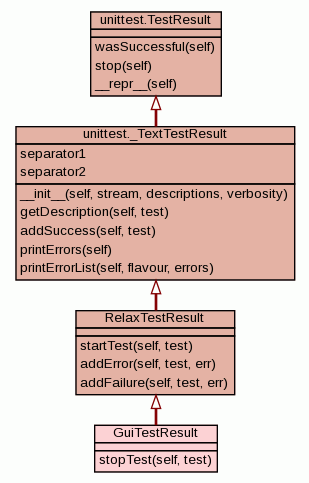 unittest.TestResult
wasSuccessful(self)
stop(self)
__repr__(self)
unittest._TextTestResult
separator1
separator2
__init__(self, stream, descriptions, verbosity)
getDescription(self, test)
addSuccess(self, test)
printErrors(self)
printErrorList(self, flavour, errors)
RelaxTestResult
startTest(self, test)
addError(self, test, err)
addFailure(self, test, err)
GuiTestResult
stopTest(self, test)